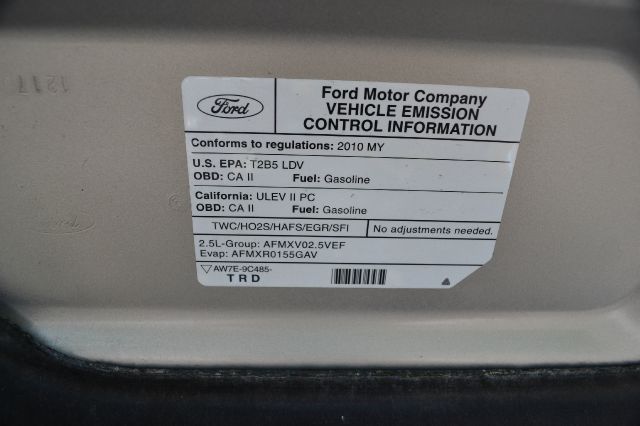 1217
Ford
Ford Motor Company
VEHICLE EMISSION
CONTROL INFORMATION
Conforms to regulations: 2010 MY
U.S. EPA: T2B5 LDV
OBD: CA II Fuel: Gasoline
California: ULEV II PC
OBD: CA II Fuel: Gasoline
TWC/HO2S/HAFS/EGR/SFI No adjustments needed.
2.5L-Group: AFMXV02.5VEF
Evap: AFMXR0155GAV
AW7E-9C485-
TRD